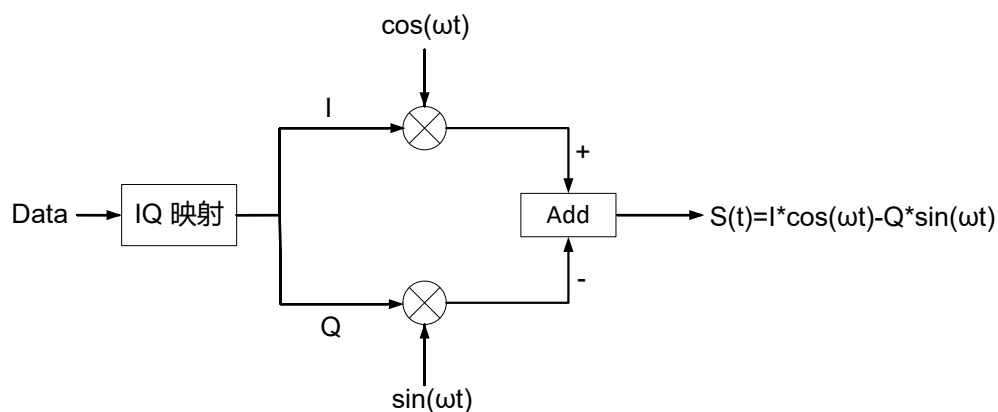 cos(ωt)
I
+
Data
IQ 映射
Add
S(t)=I*cos(ωt)-Q*sin(ωt)
-
Q
sin(ωt)